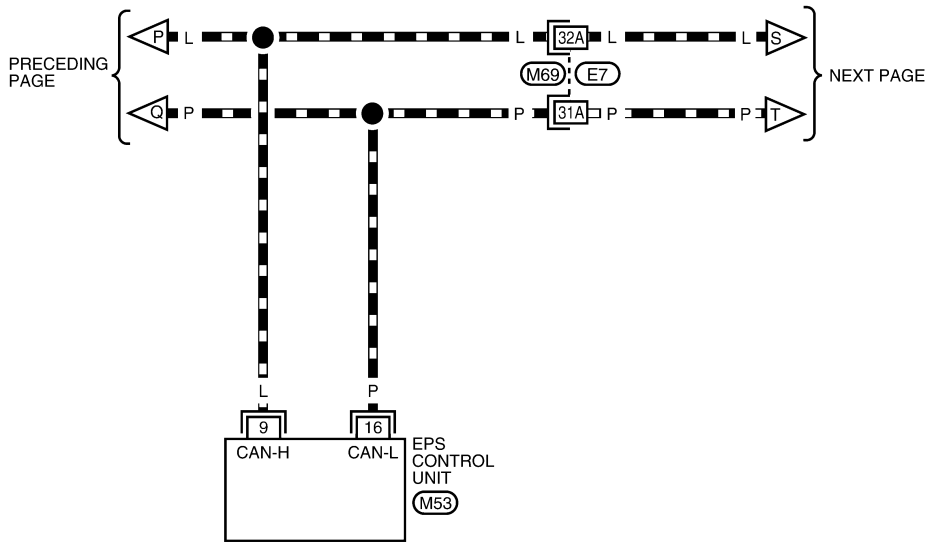 P L L 32A L L S
PRECEDING
PAGE
M69 E7
NEXT PAGE
Q P P 31A P P T
L P
9 16
CAN-H CAN-L
EPS
CONTROL
UNIT
M53